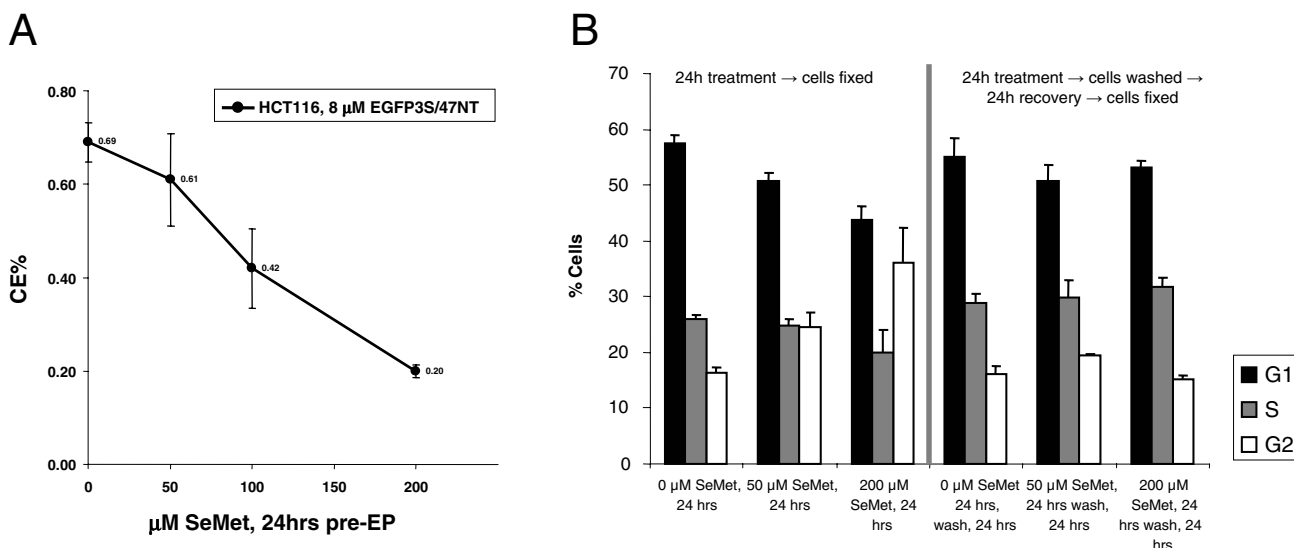 A
0.80
0.60
0.40
0.20
0.00
CE%
HCT116, 8 µM EGFP3S/47NT
0.69
0.61
0.42
0.20
0
50
100
200
150
µM SeMet, 24hrs pre-EP
B
70
60
50
40
30
20
10
0
% Cells
24h treatment → cells fixed
24h treatment → cells washed →
24h recovery → cells fixed
0 µM SeMet,
24 hrs
50 µM SeMet,
24 hrs
200 µM
SeMet, 24
hrs
0 µM SeMet
24 hrs,
wash, 24 hrs
50 µM SeMet,
24 hrs wash,
24 hrs
200 µM
SeMet, 24
hrs wash, 24
hrs
G1
S
G2